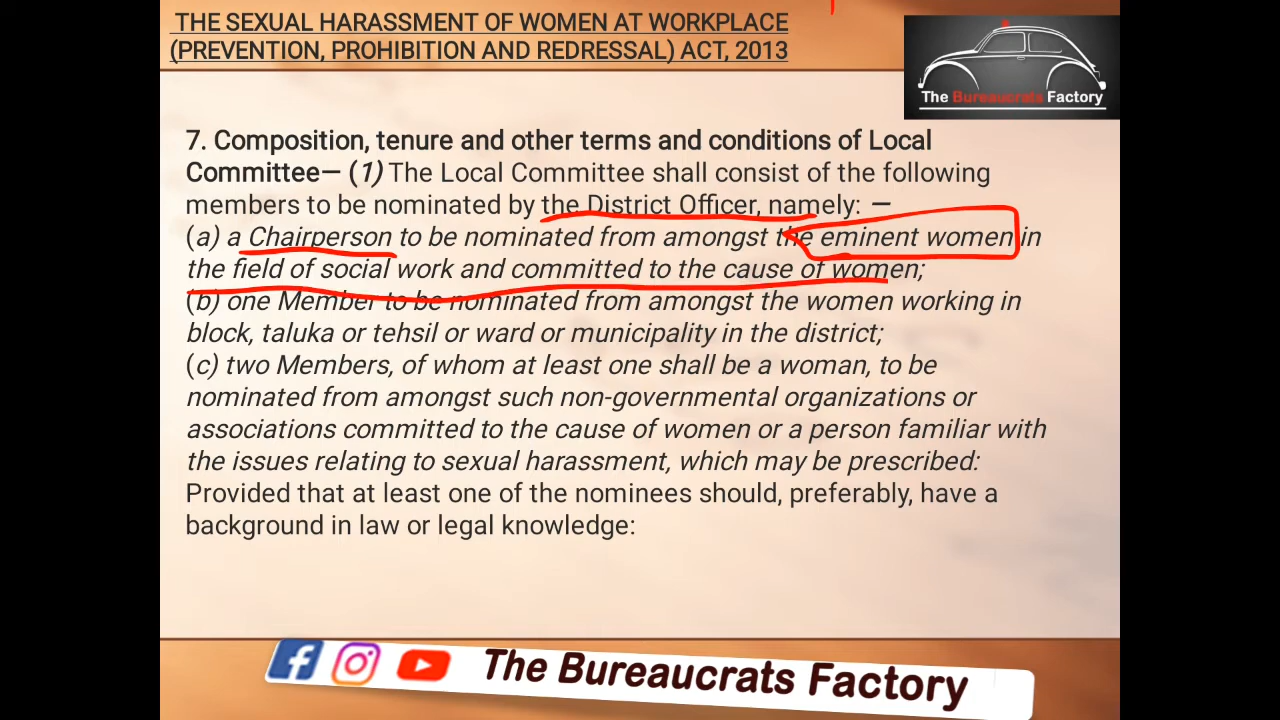 THE SEXUAL HARASSMENT OF WOMEN AT WORKPLACE
(PREVENTION, PROHIBITION AND REDRESSAL) ACT, 2013
The Bureaucrats Factory
7. Composition, tenure and other terms and conditions of Local
Committee— (1) The Local Committee shall consist of the following
members to be nominated by the District Officer, namely: —
(a) a Chairperson to be nominated from amongst the eminent women in
the field of social work and committed to the cause of women;
(b) one Member to be nominated from amongst the women working in
block, taluka or tehsil or ward or municipality in the district;
(c) two Members, of whom at least one shall be a woman, to be
nominated from amongst such non-governmental organizations or
associations committed to the cause of women or a person familiar with
the issues relating to sexual harassment, which may be prescribed:
Provided that at least one of the nominees should, preferably, have a
background in law or legal knowledge:
The Bureaucrats Factory